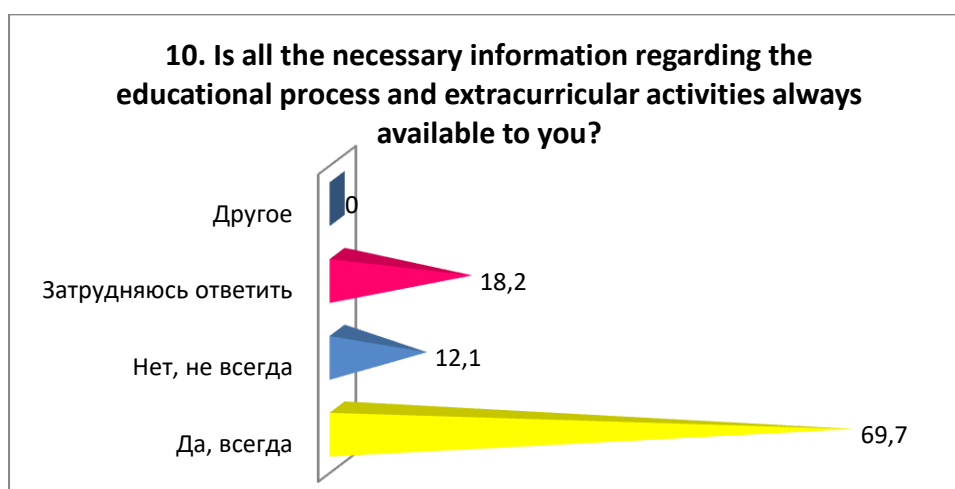 10. Is all the necessary information regarding the
educational process and extracurricular activities always
available to you?
Другое
0
Затрудняюсь ответить
18,2
Нет, не всегда
12,1
Да, всегда
69,7